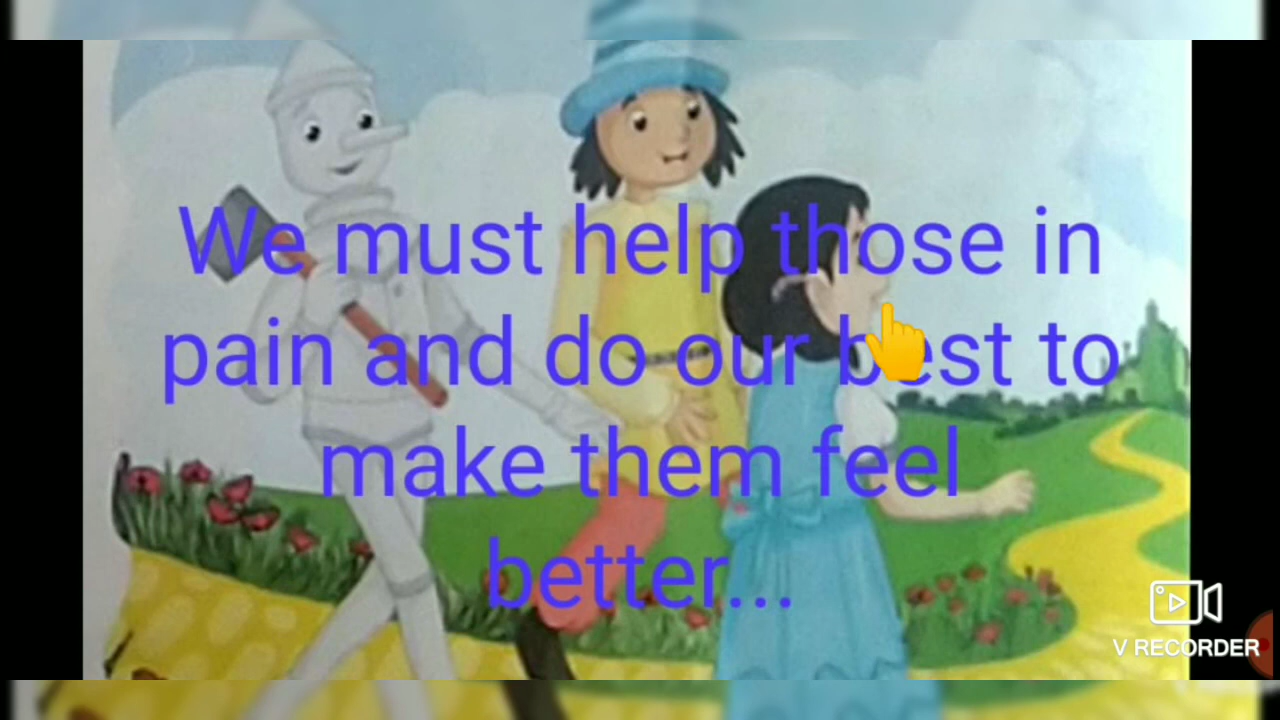 We must help those in
pain and do our best to
make them feel
better...
V RECORDER